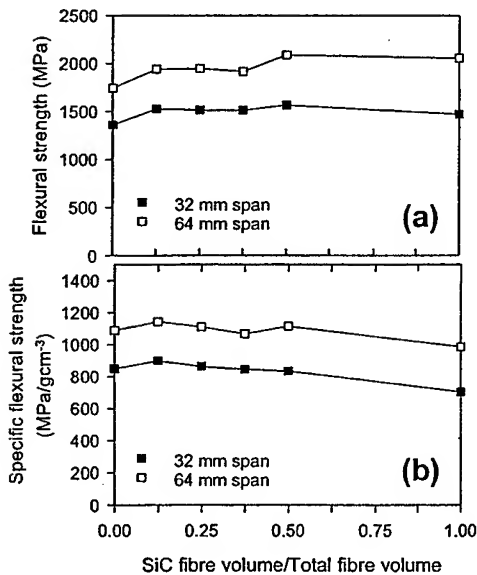 Flexural strength (MPa)
2500
2000
1500
1000
500
0
32 mm span
64 mm span
(a)
Specific flexural strength
(MPa/gcm-3)
1400
1200
1000
800
600
400
200
0
32 mm span
64 mm span
(b)
0.00 0.25 0.50 0.75 1.00
SiC fibre volume/Total fibre volume